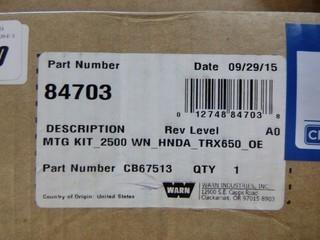 Part Number Date 09/29/15
84703
0 12748 84703 8
DESCRIPTION Rev Level A0
MTG KIT_2500 WN_HNDA_TRX650_OE
Part Number CB67513 QTY 1
WARN
WARN INDUSTRIES, INC.
12900 S.E. Capps Road
Clackamas, OR 97015-8903
Country of Origin: United States